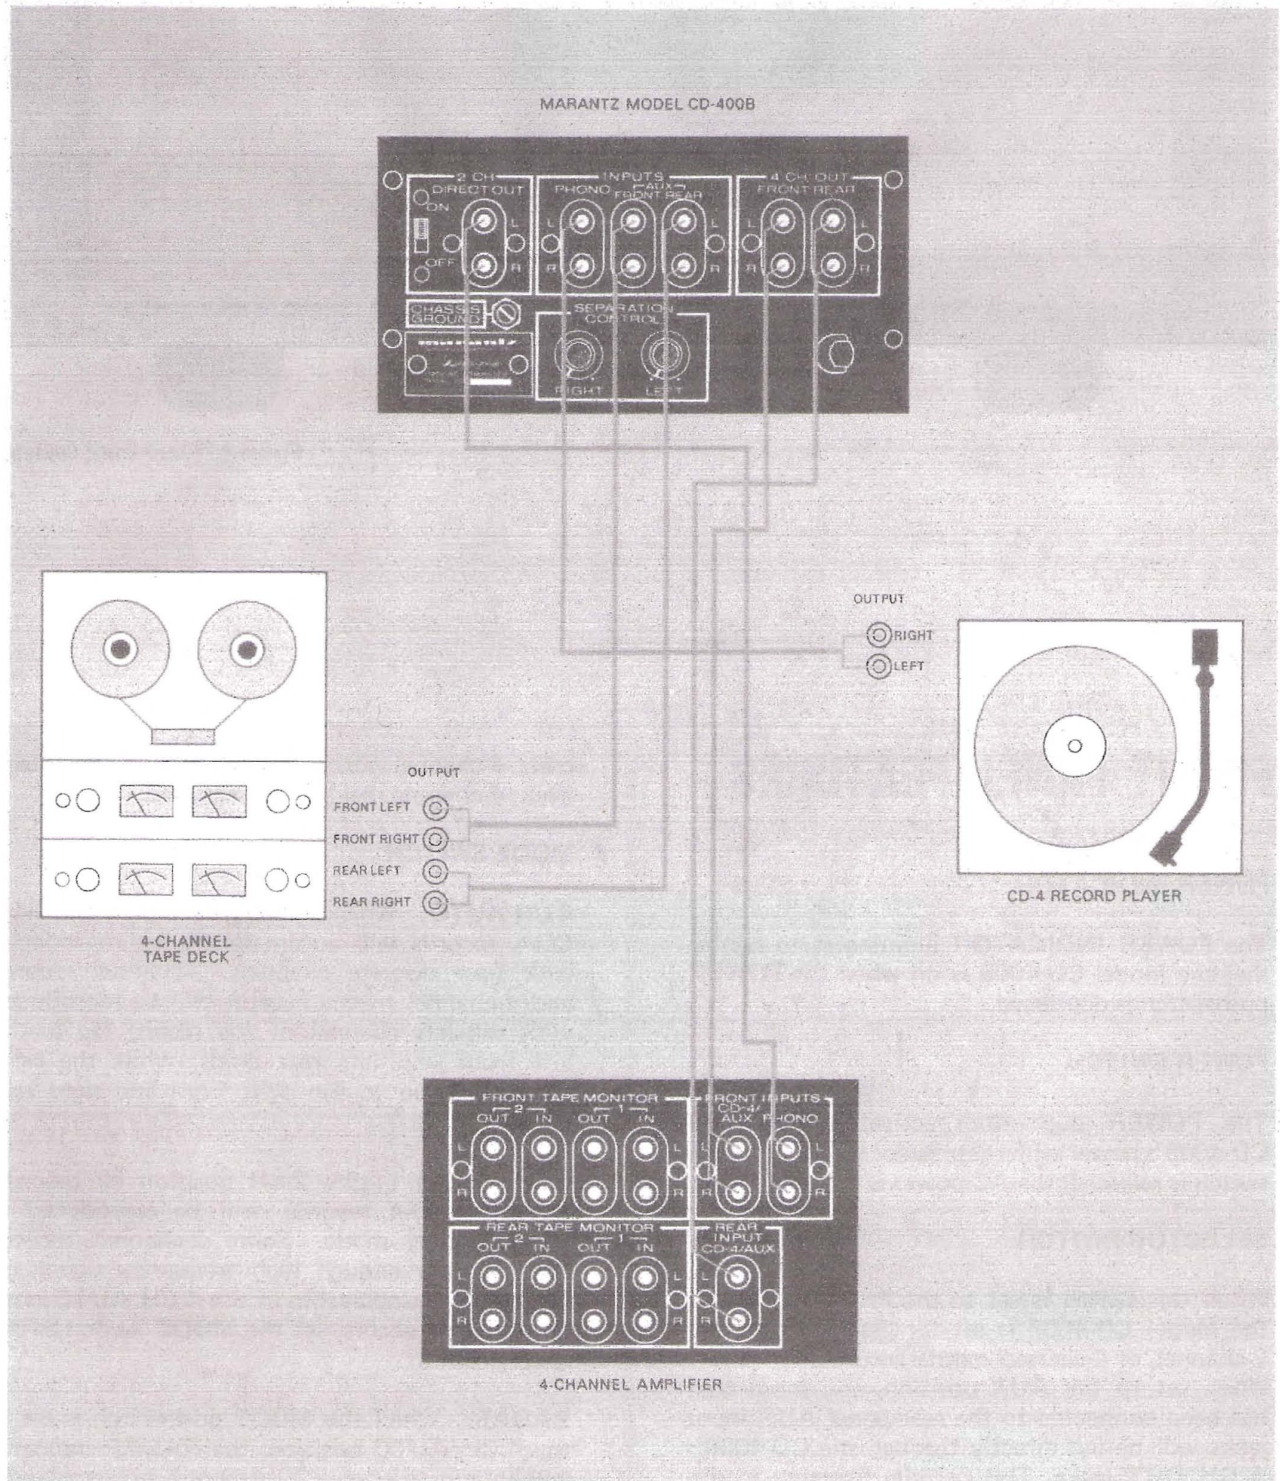 MARANTZ MODEL CD-400B
2 CH
DIRECT OUT
ON
OFF
L
R
INPUTS
PHONO
AUX
FRONT REAR
L
R
L
R
4 CH. OUT
FRONT REAR
L
R
L
R
CHASSIS
GROUND
SEPARATION
CONTROL
RIGHT
LEFT
OUTPUT
RIGHT
LEFT
CD-4 RECORD PLAYER
OUTPUT
FRONT LEFT
FRONT RIGHT
REAR LEFT
REAR RIGHT
4-CHANNEL
TAPE DECK
FRONT TAPE MONITOR
2
1
OUT IN OUT IN
L
R
L
R
FRONT INPUTS
CD-4/
AUX PHONO
L
R
L
R
REAR TAPE MONITOR
2
1
OUT IN OUT IN
L
R
L
R
REAR
INPUT
CD-4/AUX
L
R
4-CHANNEL AMPLIFIER